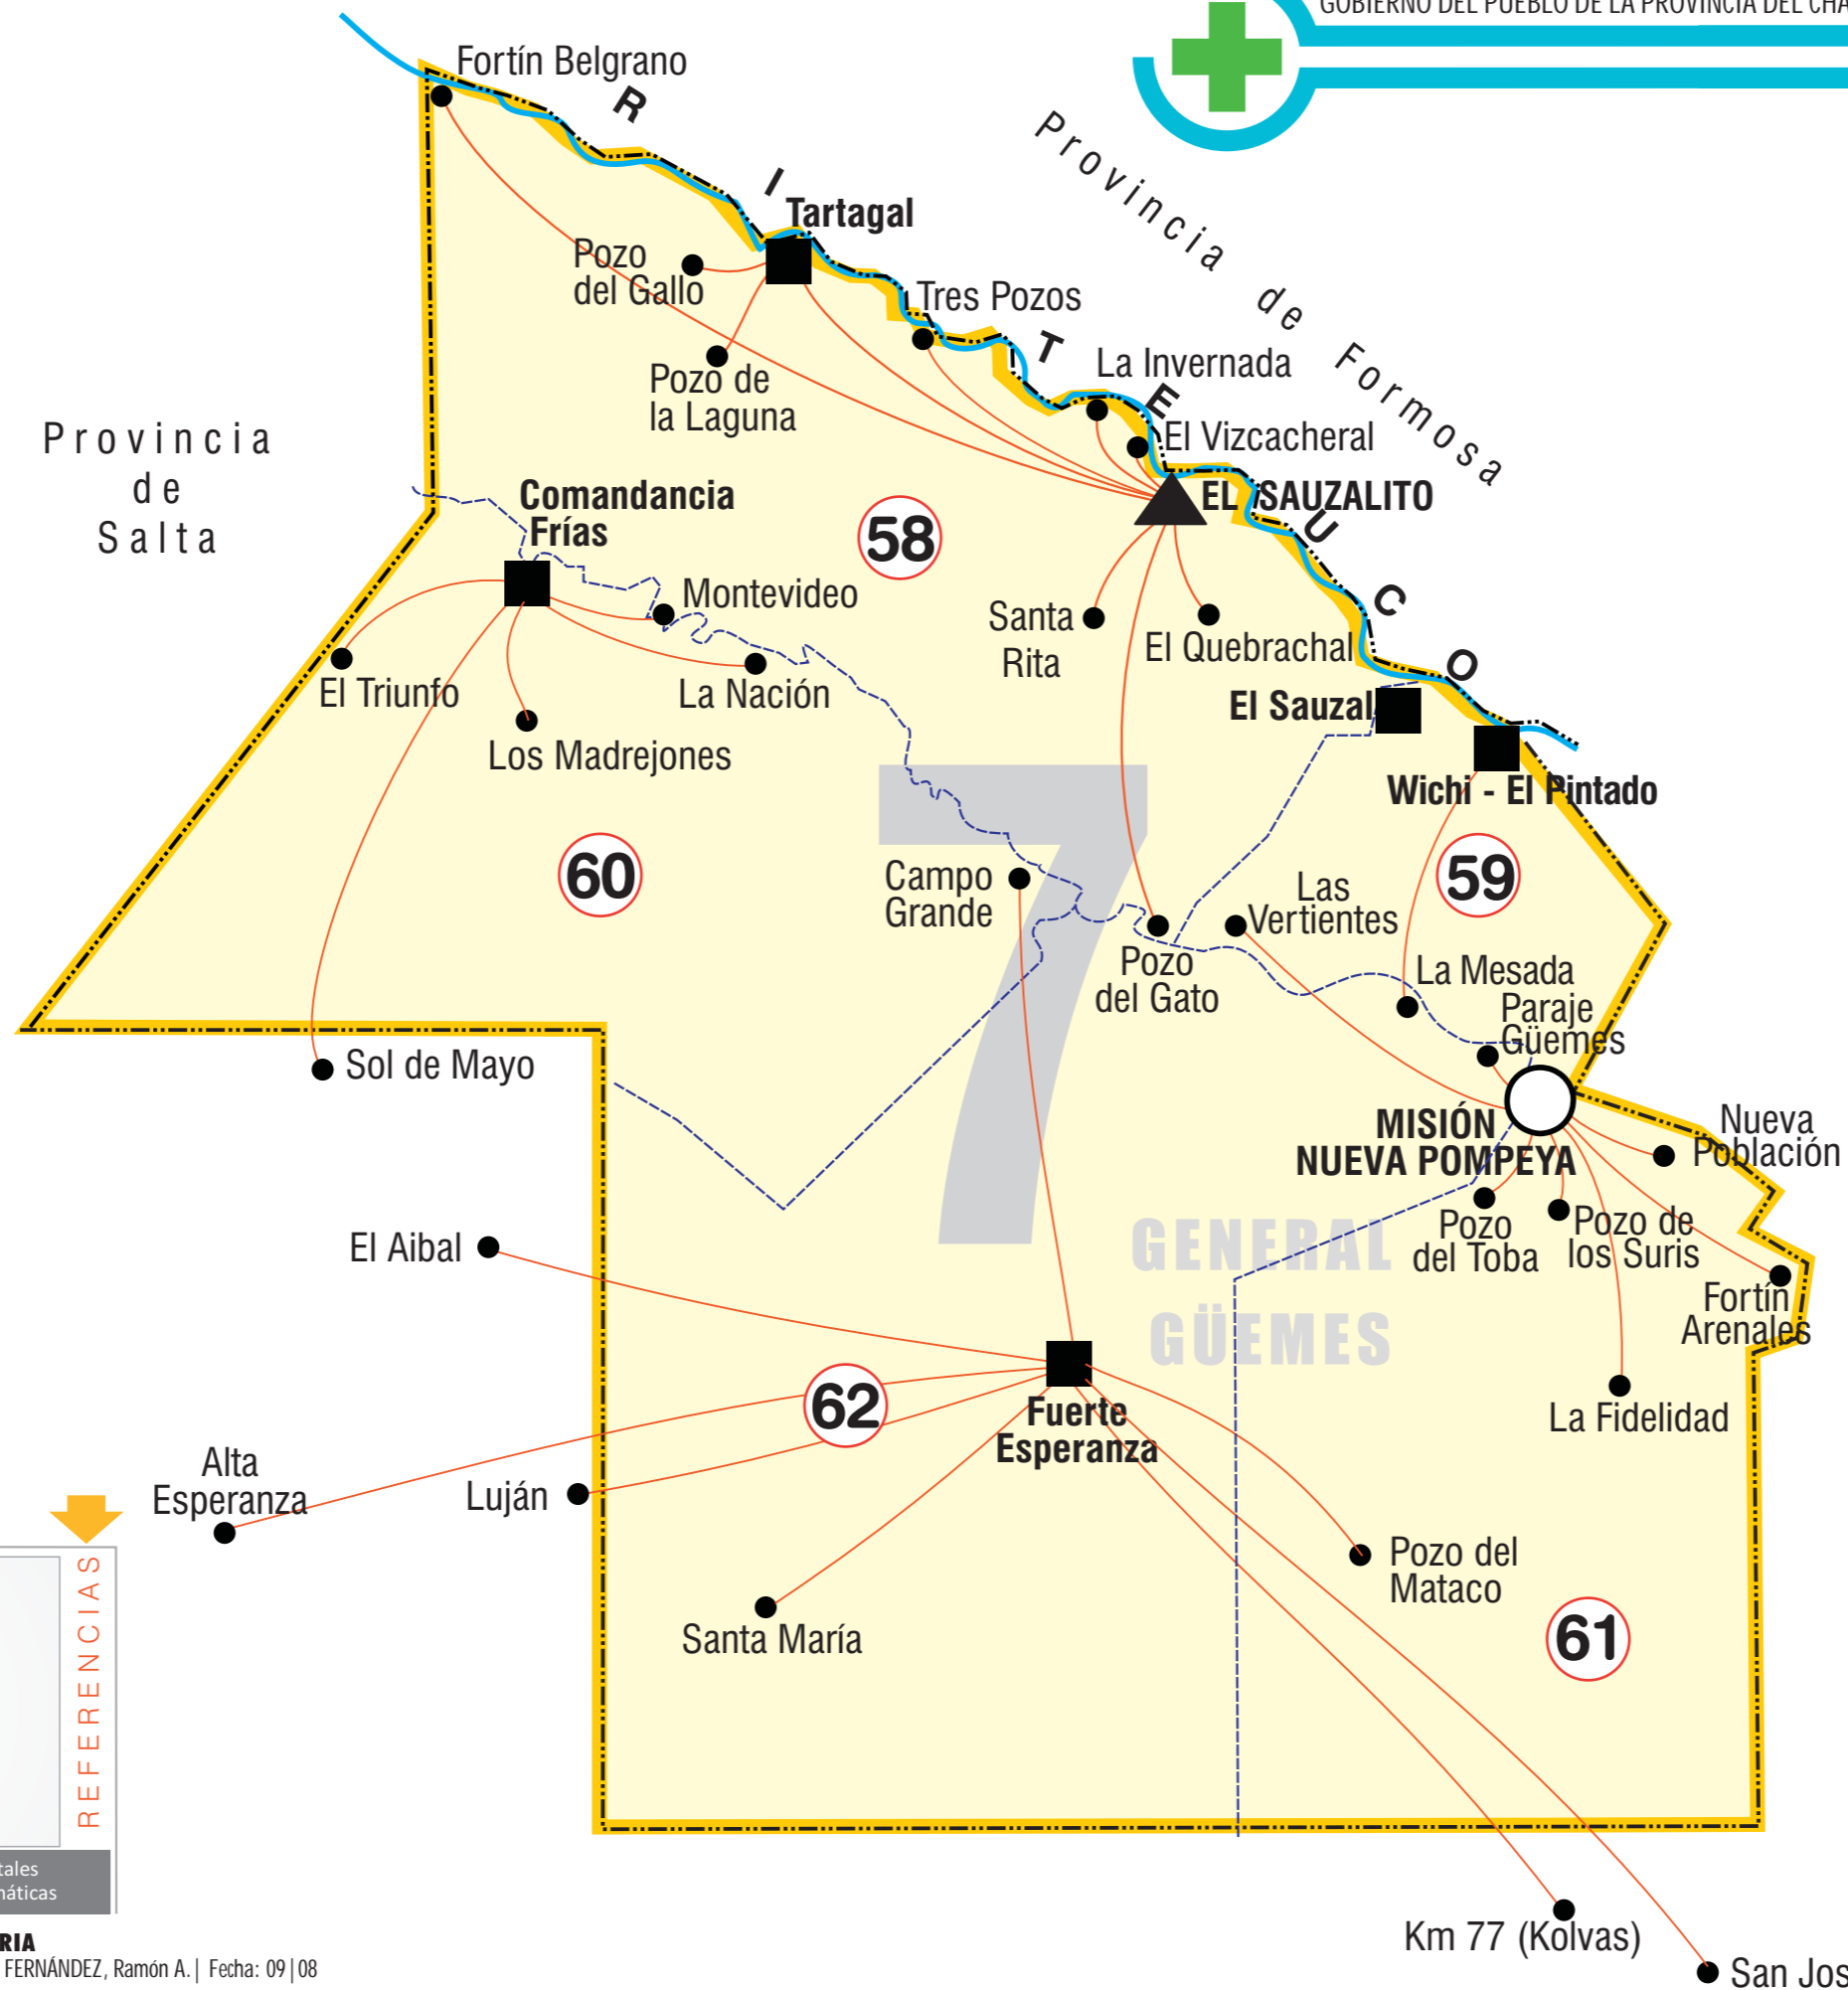 GOBIERNO DEL PUEBLO DE LA PROVINCIA DEL CHA
Fortín Belgrano
RITEUCO
Provincia de Formosa
Tartagal
Pozo
del Gallo
Tres Pozos
La Invernada
Pozo de
la Laguna
El Vizcacheral
Provincia
de
Salta
Comandancia
Frías
58
EL SAUZALITO
Montevideo
Santa
Rita
El Quebrachal
El Triunfo
La Nación
El Sauzal
Los Madrejones
Wichi - El Pintado
7
60
Campo
Grande
Las
Vertientes
59
Pozo
del Gato
La Mesada
Paraje
Güemes
Sol de Mayo
MISIÓN
NUEVA POMPEYA
Nueva
Población
El Aibal
GENERAL
GÜEMES
Pozo
del Toba
Pozo de
los Suris
Fortín
Arenales
62
Fuerte
Esperanza
La Fidelidad
Alta
Esperanza
Luján
Pozo del
Mataco
Santa María
61
REFERENCIAS
tales
máticas
RIA
FERNÁNDEZ, Ramón A. | Fecha: 09|08
Km 77 (Kolvas)
San Jos